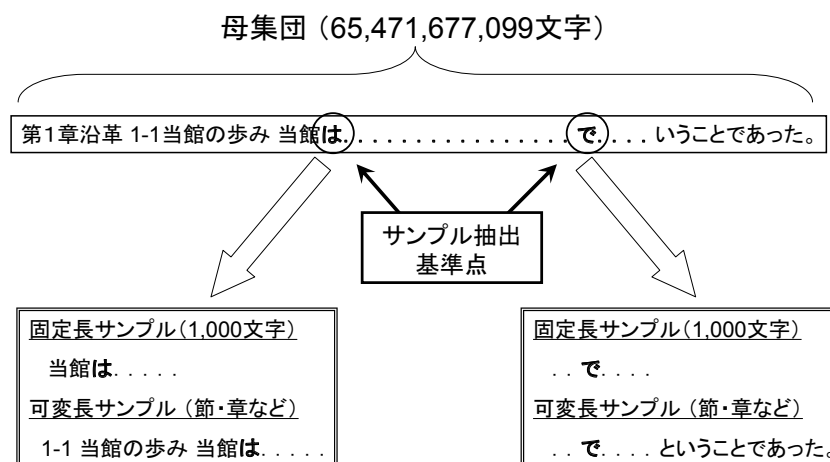 母集団（65,471,677,099文字）
第1章沿革 1-1当館の歩み 当館は. . . . . . . . . . . . . . . . で. . . . いうことであった。
サンプル抽出
基準点
固定長サンプル（1,000文字）
当館は. . . . .
可変長サンプル （節・章など）
1-1 当館の歩み 当館は. . . . .
固定長サンプル（1,000文字）
. . で. . . .
可変長サンプル （節・章など）
. . で. . . . ということであった。